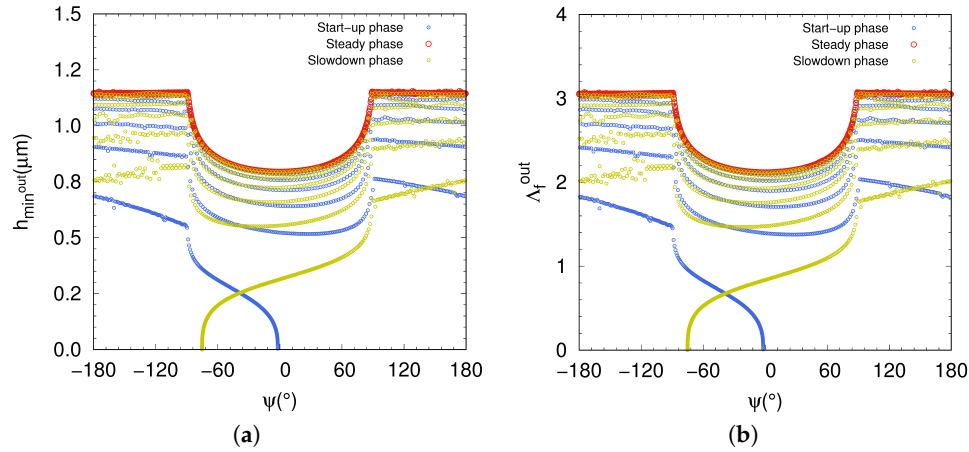 Start-up phase
Steady phase
Slowdown phase
1.5
1.2
1.0
0.8
0.5
0.2
0.0
h_min^out(μm)
−180 −120 −60 0 60 120 180
ψ(°)
(a)
Start-up phase
Steady phase
Slowdown phase
4
3
2
1
0
Λ_f^out
−180 −120 −60 0 60 120 180
ψ(°)
(b)